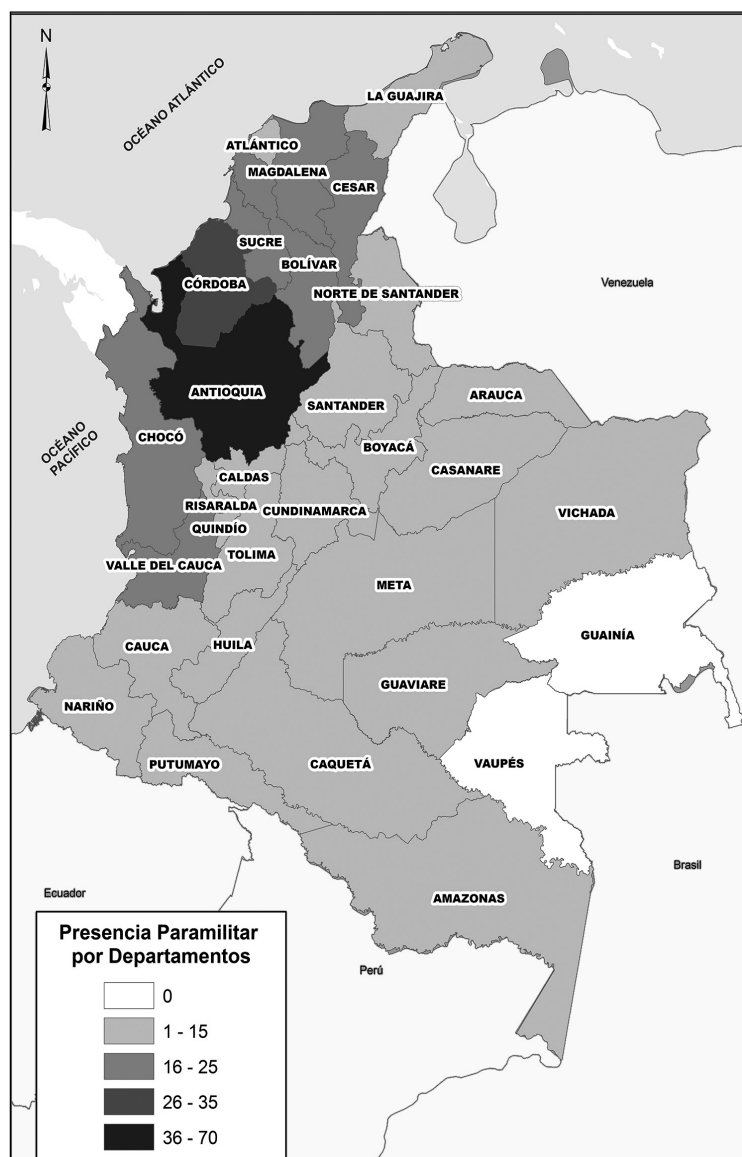 N
OCÉANO ATLÁNTICO
LA GUAJIRA
ATLÁNTICO
MAGDALENA
CESAR
SUCRE
BOLÍVAR
CÓRDOBA
NORTE DE SANTANDER
Venezuela
ANTIOQUIA
SANTANDER
ARAUCA
OCÉANO
PACÍFICO
CHOCÓ
BOYACÁ
CASANARE
CALDAS
RISARALDA
CUNDINAMARCA
VICHADA
QUINDÍO
TOLIMA
VALLE DEL CAUCA
META
GUAINÍA
CAUCA
HUILA
GUAVIARE
NARIÑO
PUTUMAYO
CAQUETÁ
VAUPÉS
Brasil
Ecuador
AMAZONAS
Perú
Presencia Paramilitar
por Departamentos
0
1 - 15
16 - 25
26 - 35
36 - 70